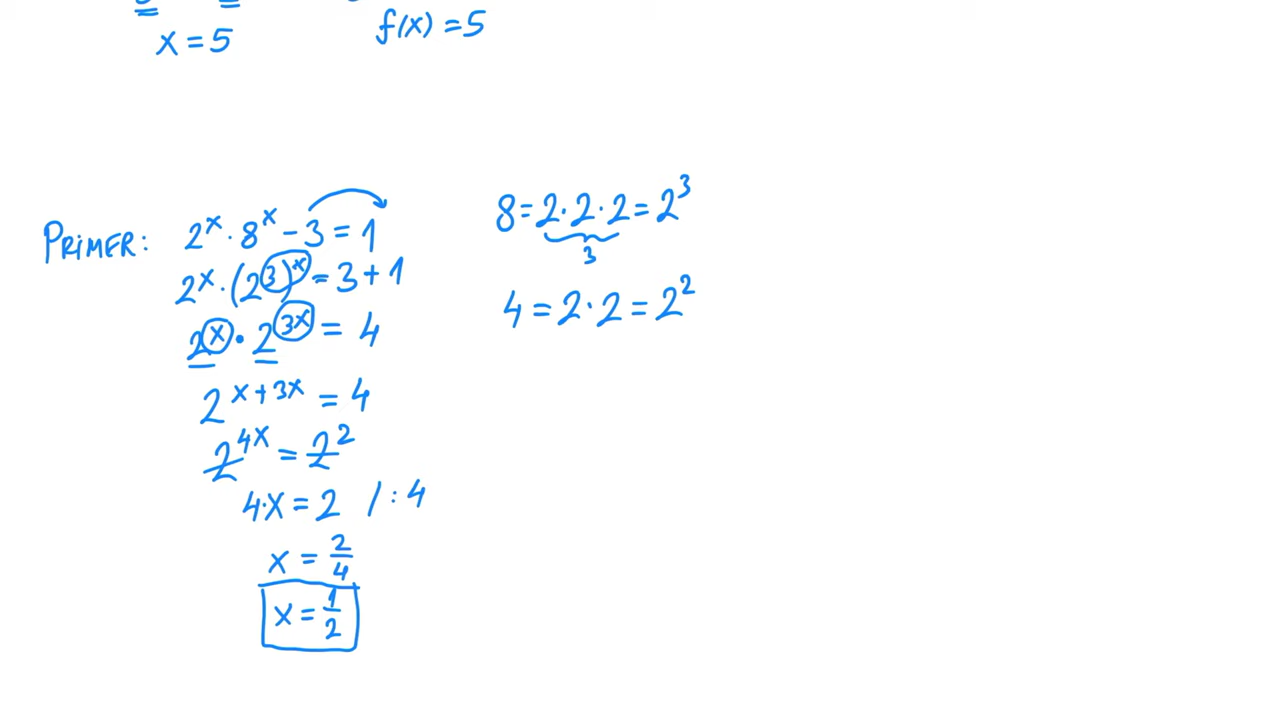 x = 5
f(x) = 5
PRIMER: 2^x · 8^x - 3 = 1
2^x · (2^3)^x = 3 + 1
2^x · 2^3x = 4
2^x+3x = 4
2^4x = 2^2
4·x = 2 / : 4
x = 2/4
x = 1/2
8 = 2 · 2 · 2 = 2^3
3
4 = 2 · 2 = 2^2